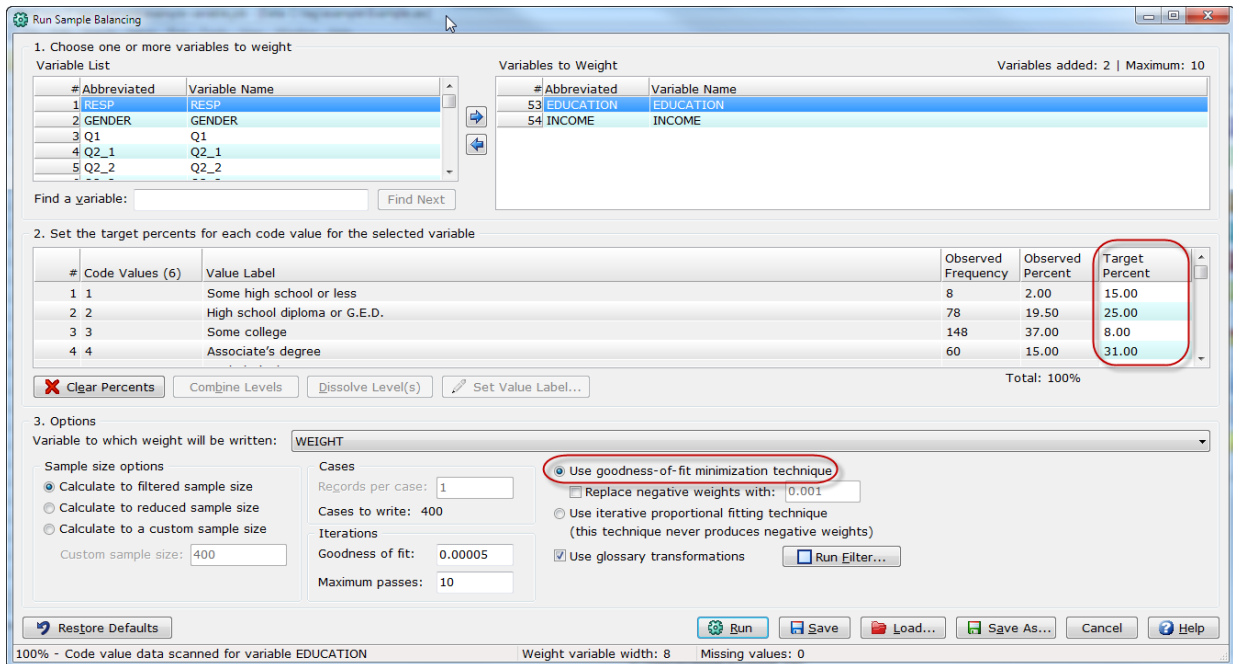 Run Sample Balancing
1. Choose one or more variables to weight
Variable List
# Abbreviated Variable Name
1 RESP RESP
2 GENDER GENDER
3 Q1 Q1
4 Q2_1 Q2_1
5 Q2_2 Q2_2
Find a variable: Find Next
Variables to Weight Variables added: 2 | Maximum: 10
# Abbreviated Variable Name
53 EDUCATION EDUCATION
54 INCOME INCOME
2. Set the target percents for each code value for the selected variable
# Code Values (6) Value Label Observed Frequency Observed Percent Target Percent
1 1 Some high school or less 8 2.00 15.00
2 2 High school diploma or G.E.D. 78 19.50 25.00
3 3 Some college 148 37.00 8.00
4 4 Associate's degree 60 15.00 31.00
Clear Percents Combine Levels Dissolve Level(s) Set Value Label... Total: 100%
3. Options
Variable to which weight will be written: WEIGHT
Sample size options
Calculate to filtered sample size
Calculate to reduced sample size
Calculate to a custom sample size
Custom sample size: 400
Cases
Records per case: 1
Cases to write: 400
Iterations
Goodness of fit: 0.00005
Maximum passes: 10
Use goodness-of-fit minimization technique
Replace negative weights with: 0.001
Use iterative proportional fitting technique
(this technique never produces negative weights)
Use glossary transformations Run Filter...
Restore Defaults Run Save Load... Save As... Cancel Help
100% - Code value data scanned for variable EDUCATION Weight variable width: 8 Missing values: 0